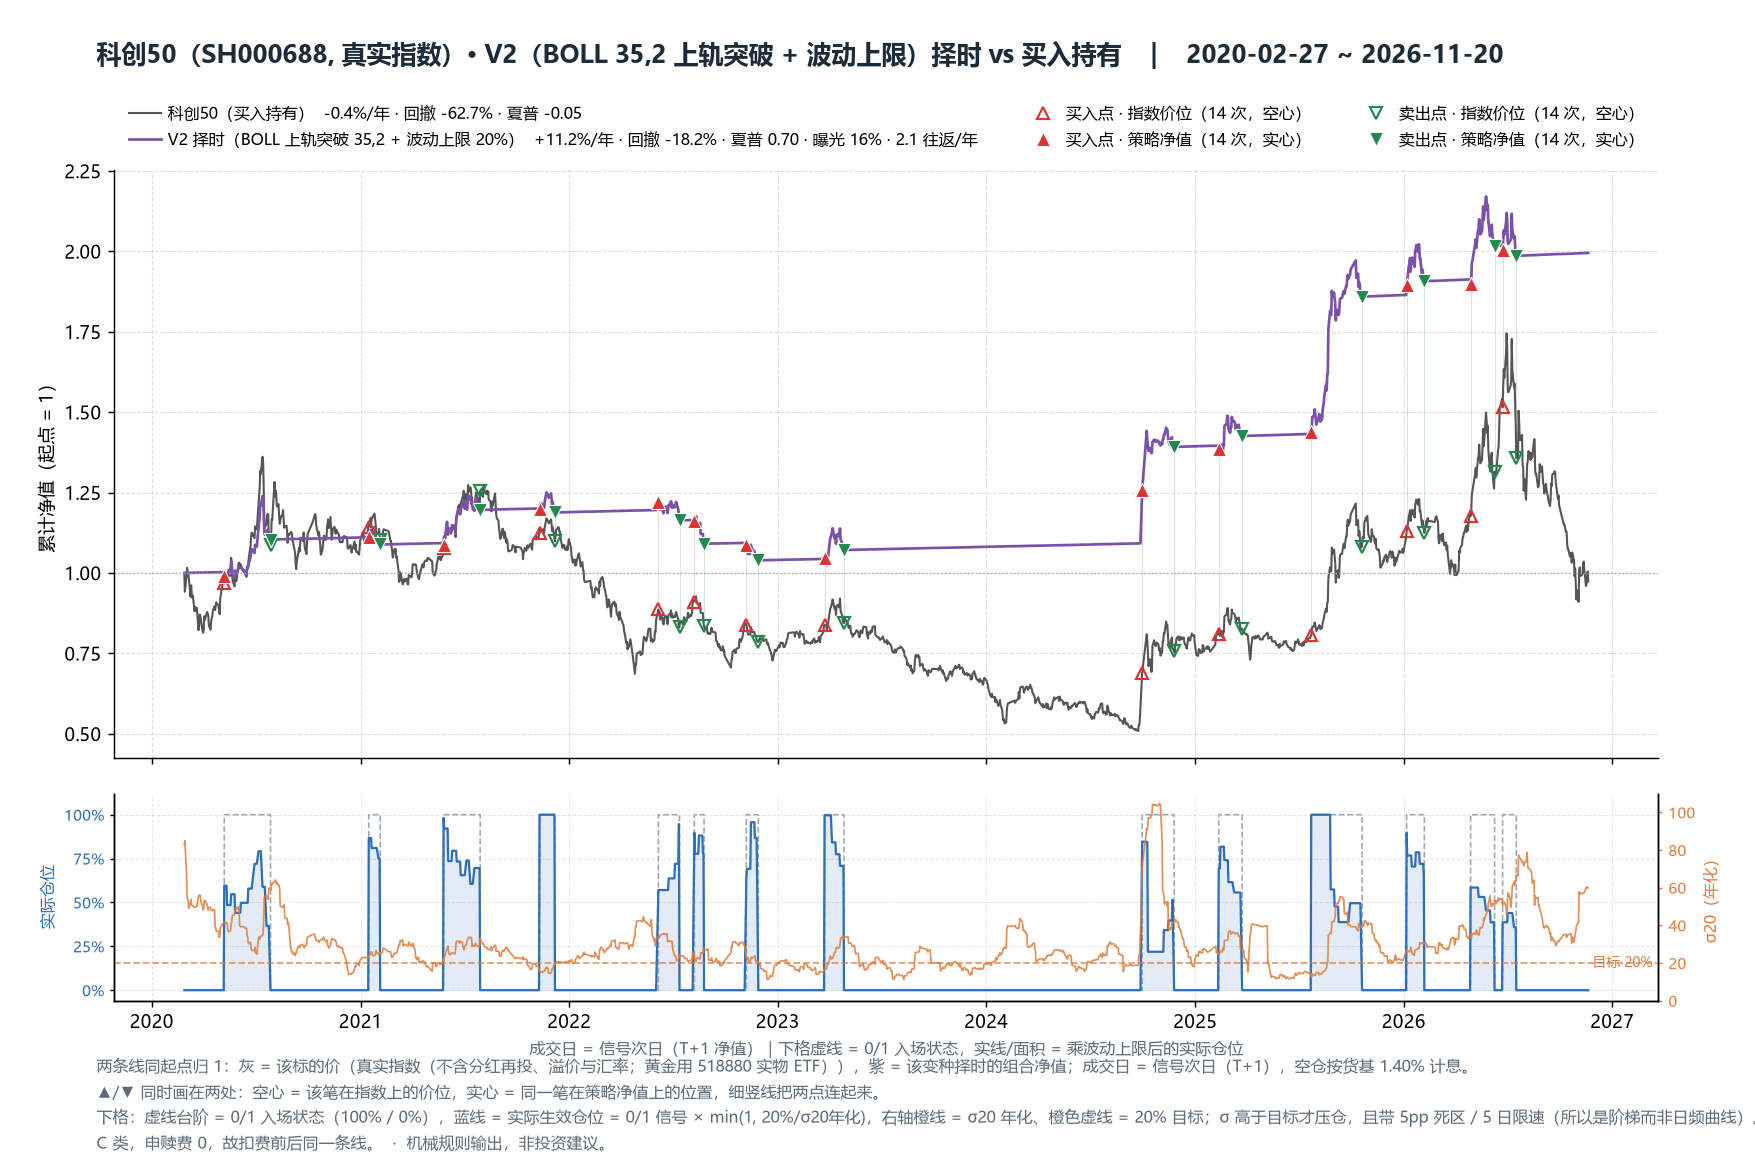 科创50（SH000688, 真实指数）• V2（BOLL 35,2 上轨突破 + 波动上限）择时 vs 买入持有 | 2020-02-27 ~ 2026-11-20
科创50（买入持有） -0.4%/年 · 回撤 -62.7% · 夏普 -0.05
V2 择时（BOLL 上轨突破 35,2 + 波动上限 20%） +11.2%/年 · 回撤 -18.2% · 夏普 0.70 · 曝光 16% · 2.1 往返/年
买入点 · 指数价位（14 次，空心）
买入点 · 策略净值（14 次，实心）
卖出点 · 指数价位（14 次，空心）
卖出点 · 策略净值（14 次，实心）
累计净值（起点 = 1）
2.25
2.00
1.75
1.50
1.25
1.00
0.75
0.50
实际仓位
100%
75%
50%
25%
0%
σ20（年化）
100
80
60
40
20
0
目标 20%
2020 2021 2022 2023 2024 2025 2026 2027
成交日 = 信号次日（T+1 净值）｜下格虚线 = 0/1 入场状态，实线/面积 = 乘波动上限后的实际仓位
两条线同起点归 1：灰 = 该标的价（真实指数（不含分红再投、溢价与汇率；黄金用 518880 实物 ETF）），紫 = 该变种择时的组合净值；成交日 = 信号次日（T+1），空仓按货基 1.40% 计息。
▲/▼ 同时画在两处：空心 = 该笔在指数上的价位，实心 = 同一笔在策略净值上的位置，细竖线把两点连起来。
下格：虚线台阶 = 0/1 入场状态（100% / 0%），蓝线 = 实际生效仓位 = 0/1 信号 × min(1, 20%/σ20年化)，右轴橙线 = σ20 年化、橙色虚线 = 20% 目标；σ 高于目标才压仓，且带 5pp 死区 / 5 日限速（所以是阶梯而非日频曲线）。
C 类，申赎费 0，故扣费前后同一条线。 · 机械规则输出，非投资建议。